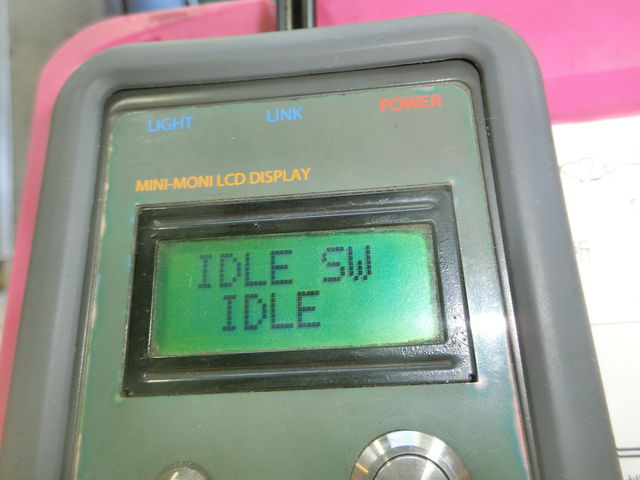 LIGHT LINK POWER
MINI-MONI LCD DISPLAY
IDLE SW
IDLE